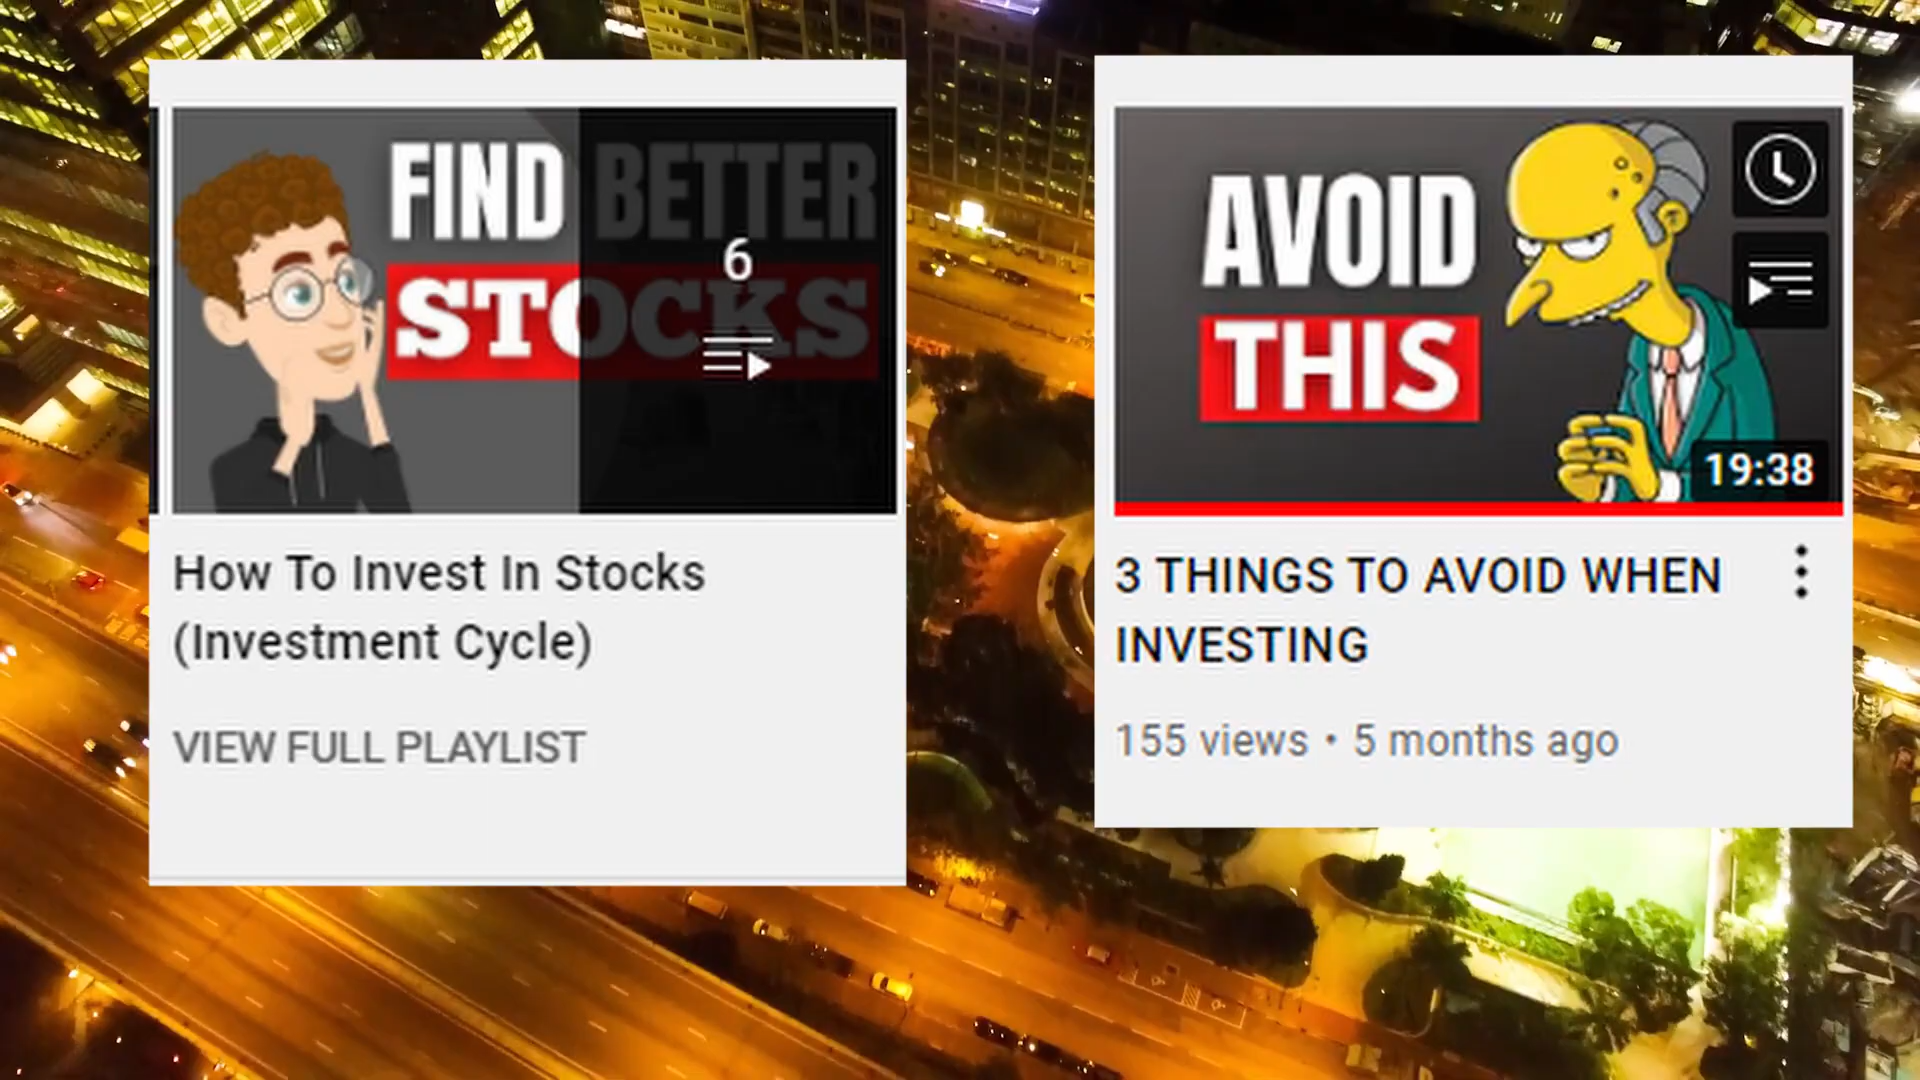 FIND BETTER
STOCKS
6
How To Invest In Stocks
(Investment Cycle)
VIEW FULL PLAYLIST
AVOID
THIS
19:38
3 THINGS TO AVOID WHEN
INVESTING
155 views • 5 months ago